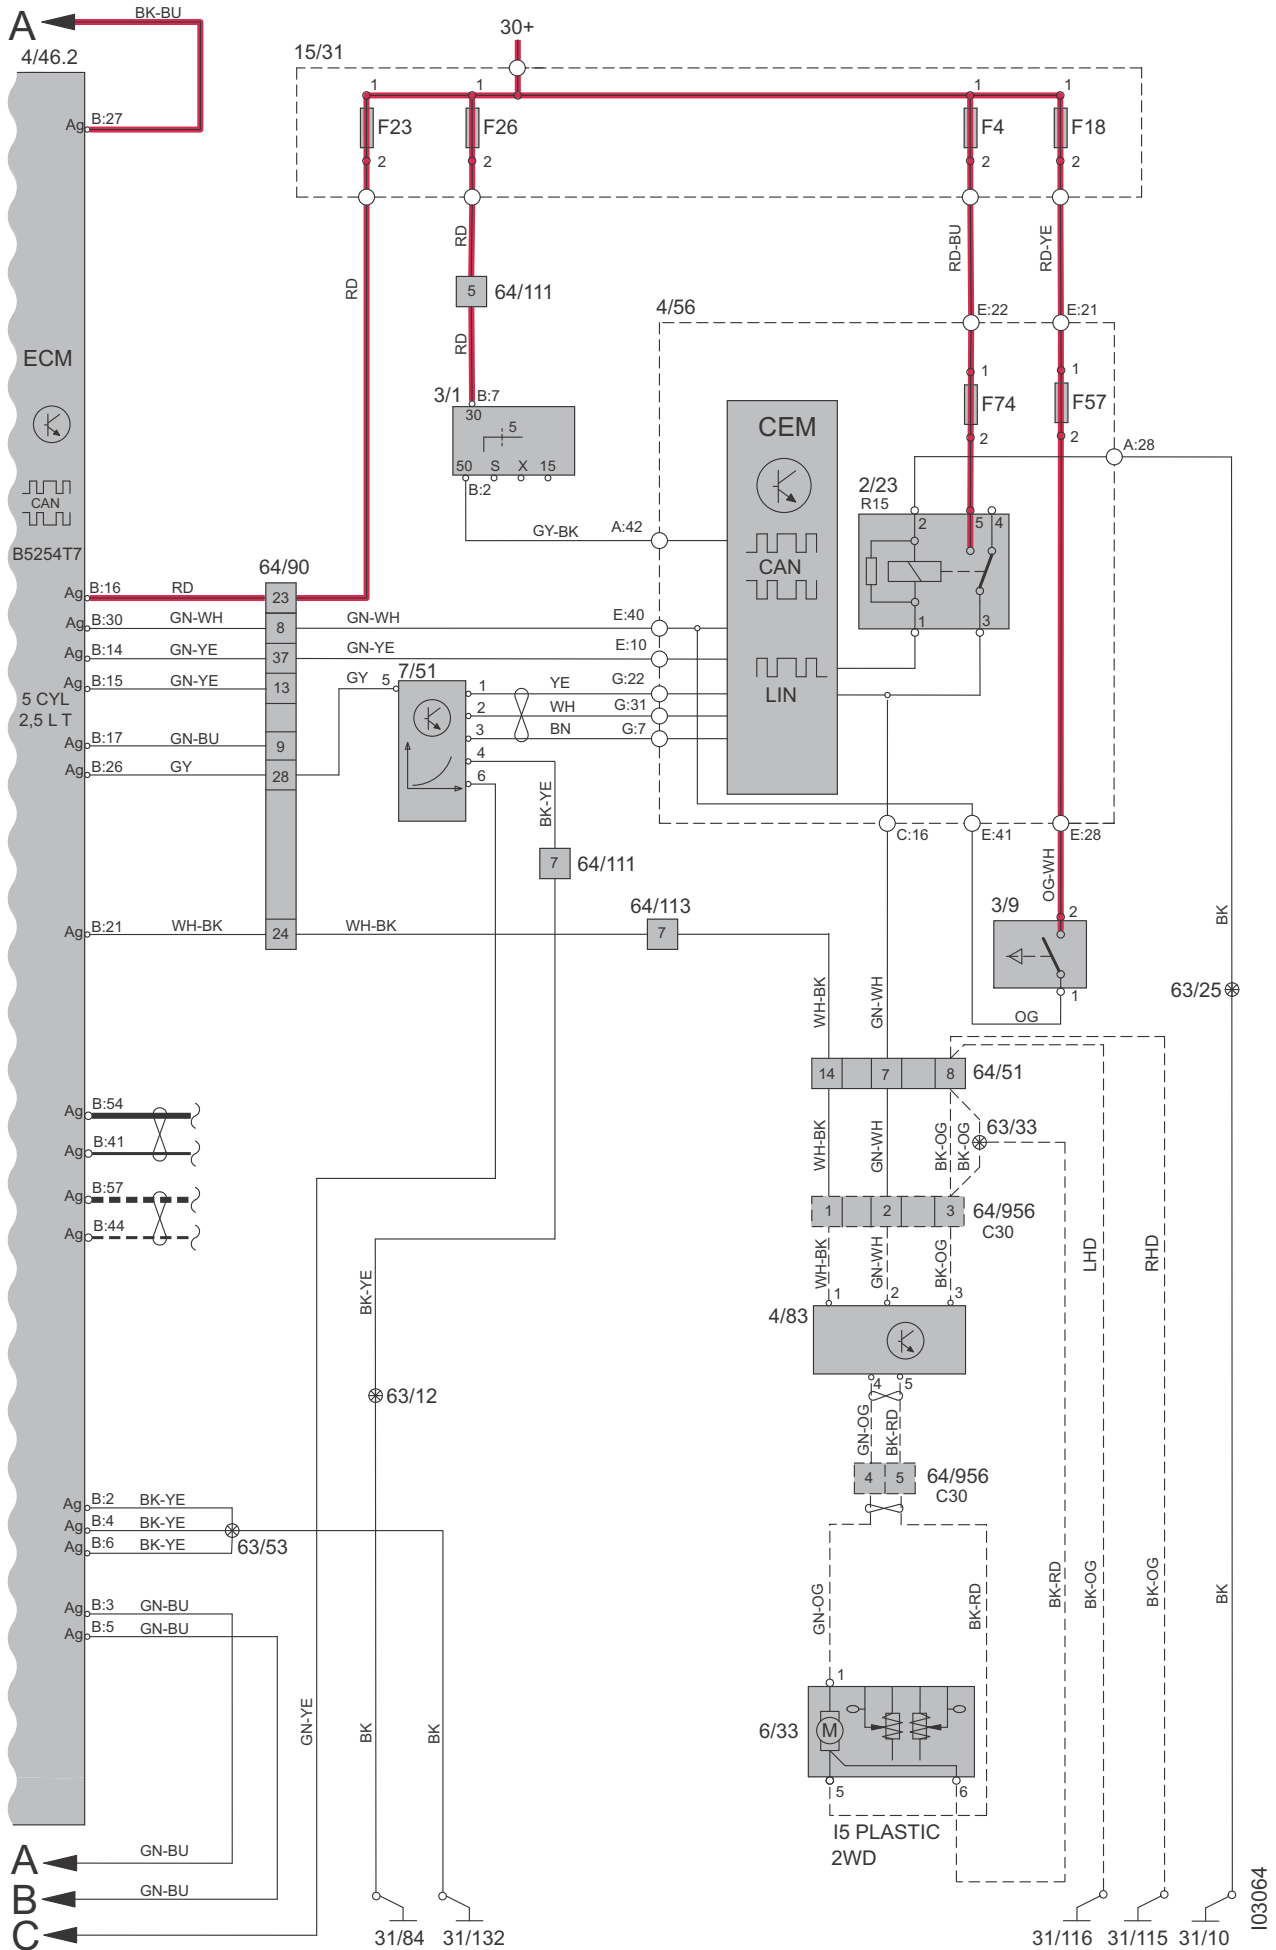 A
BK-BU
30+
4/46.2
15/31
1
1
1
1
Ag
B:27
F23
F26
F4
F18
2
2
2
2
RD
RD
RD-BU
RD-YE
5
64/111
RD
4/56
E:22
E:21
ECM
3/1
B:7
30
5
50
S
X
15
B:2
CEM
1
1
F74
F57
2
2
A:28
CAN
B5254T7
GY-BK
A:42
CAN
2/23
R15
2
5
4
1
3
64/90
Ag
B:16
RD
23
Ag
B:30
GN-WH
8
GN-WH
E:40
Ag
B:14
GN-YE
37
GN-YE
E:10
Ag
B:15
GN-YE
13
GY
5
7/51
1
YE
G:22
LIN
5 CYL
2,5 L T
2
WH
G:31
3
BN
G:7
Ag
B:17
GN-BU
9
4
Ag
B:26
GY
28
6
BK-YE
C:16
E:41
E:28
7
64/111
OG-WH
64/113
3/9
2
BK
Ag
B:21
WH-BK
24
WH-BK
7
WH-BK
GN-WH
1
OG
63/25
14
7
8
64/51
Ag
B:54
Ag
B:41
WH-BK
GN-WH
BK-OG
BK-OG
63/33
Ag
B:57
Ag
B:44
1
2
3
64/956
C30
WH-BK
GN-WH
BK-OG
LHD
RHD
BK-YE
1
2
3
4/83
63/12
4
5
GN-OG
BK-RD
4
5
64/956
C30
Ag
B:2
BK-YE
Ag
B:4
BK-YE
Ag
B:6
BK-YE
63/53
Ag
B:3
GN-BU
Ag
B:5
GN-BU
GN-OG
BK-RD
BK-RD
BK-OG
BK-OG
BK
GN-YE
BK
BK
1
6/33
M
5
6
I5 PLASTIC
2WD
A
GN-BU
B
GN-BU
C
31/84
31/132
31/116
31/115
31/10
I03064